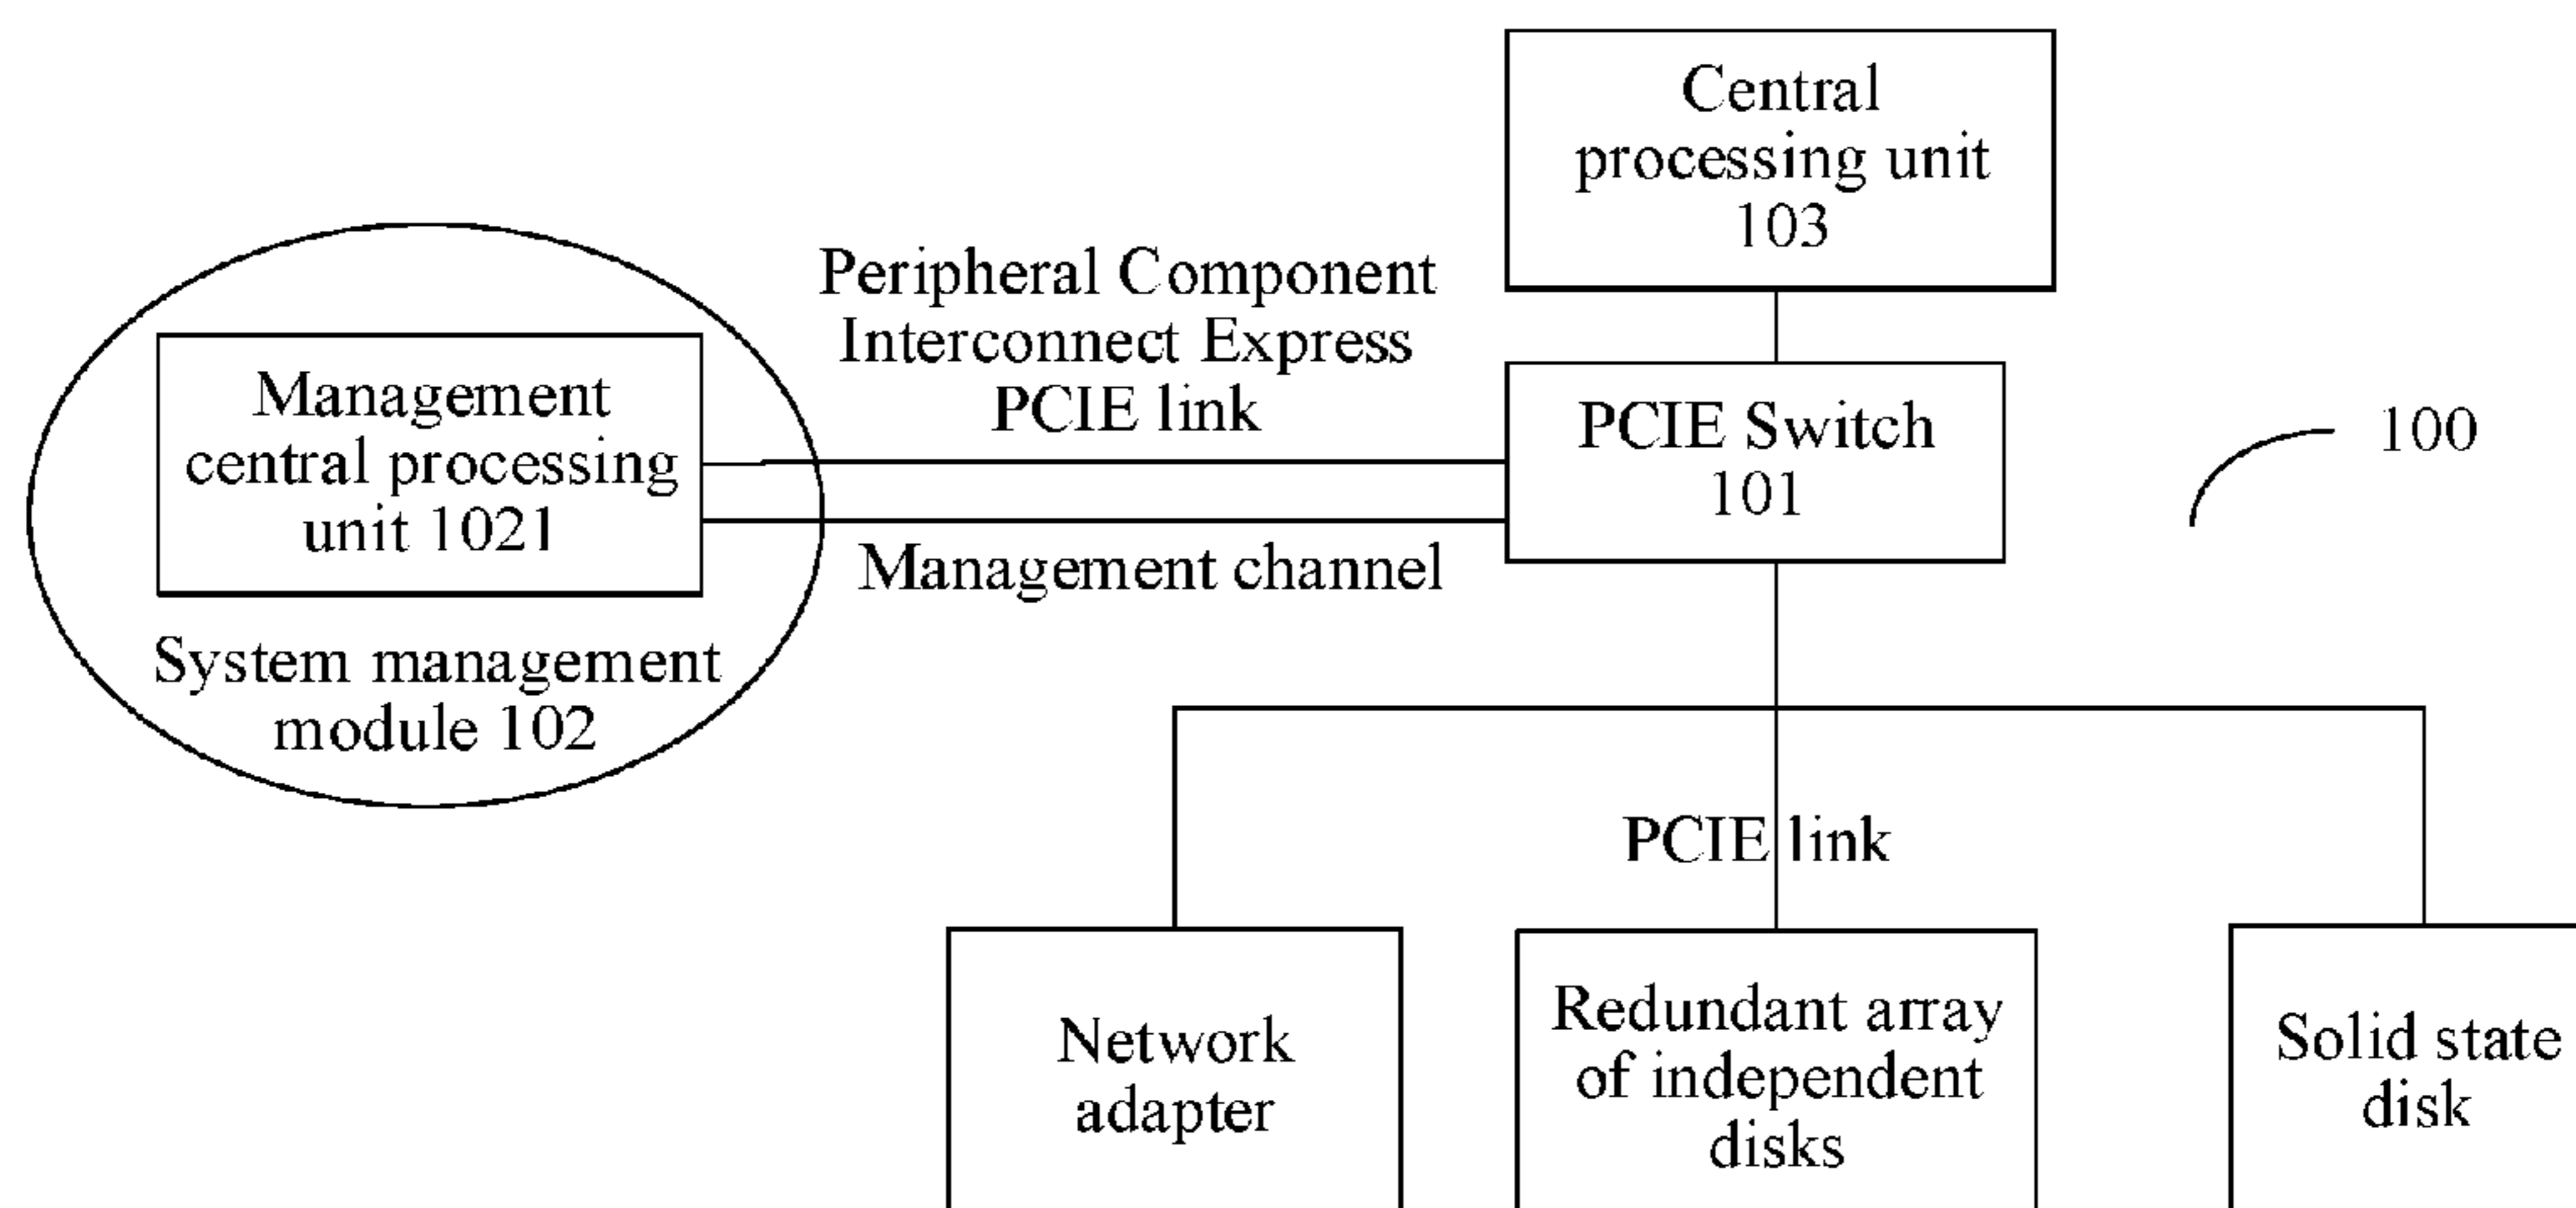 Central
processing unit
103
Peripheral Component
Interconnect Express
PCIE link
Management
central processing
unit 1021
PCIE Switch
101
100
Management channel
System management
module 102
PCIE link
Network
adapter
Redundant array
of independent
disks
Solid state
disk